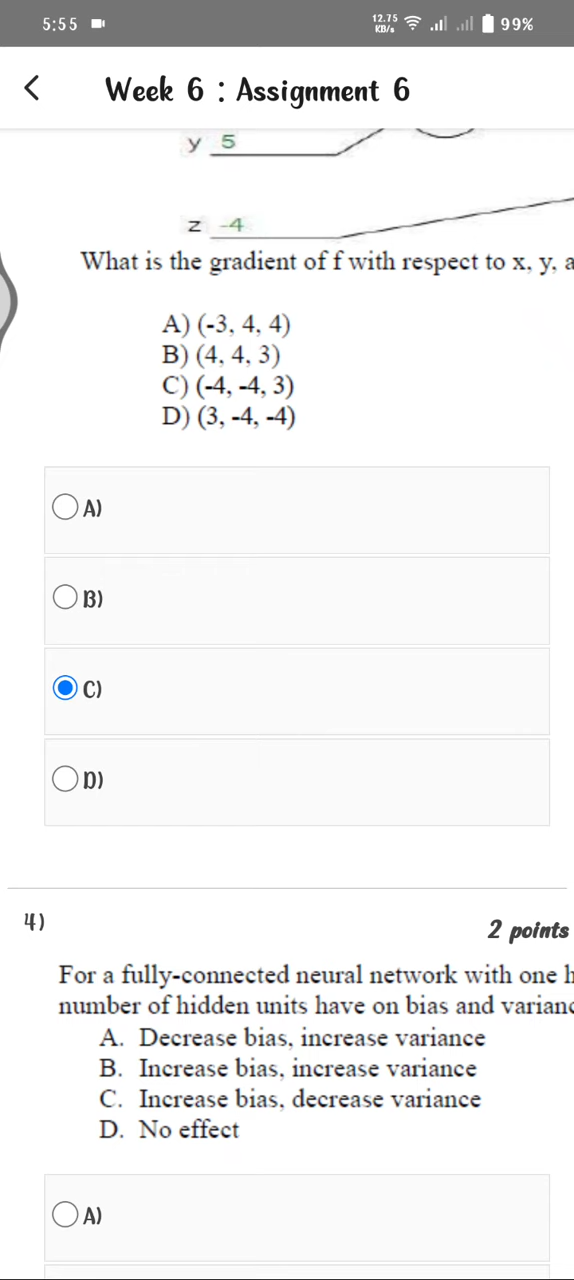 5:55
12.75
KB/s
99%
Week 6 : Assignment 6
y 5
z -4
What is the gradient of f with respect to x, y, a
A) (-3, 4, 4)
B) (4, 4, 3)
C) (-4, -4, 3)
D) (3, -4, -4)
A)
B)
C)
D)
4)
2 points
For a fully-connected neural network with one h
number of hidden units have on bias and varianc
A. Decrease bias, increase variance
B. Increase bias, increase variance
C. Increase bias, decrease variance
D. No effect
A)